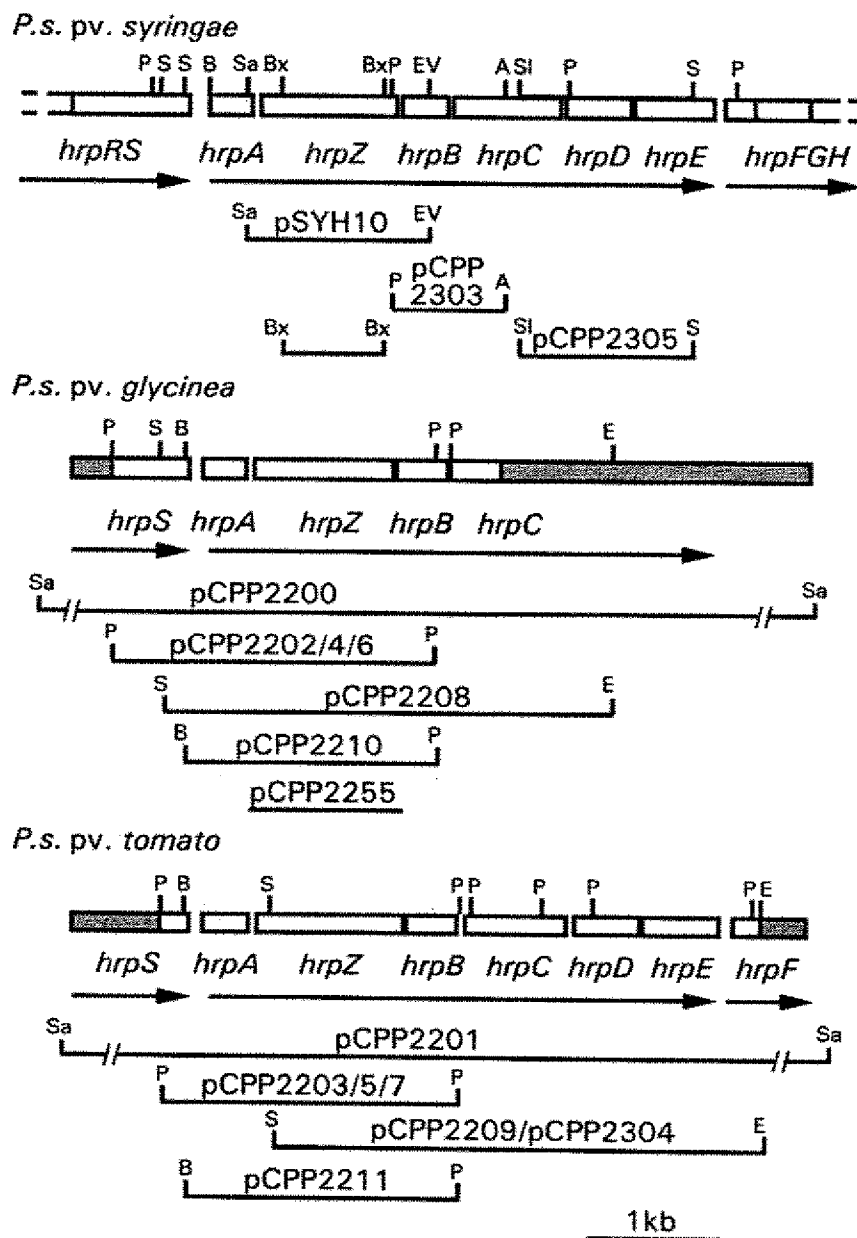 P.s. pv. syringae
P S S B Sa Bx Bx P EV A Sl P S P
hrpRS hrpA hrpZ hrpB hrpC hrpD hrpE hrpFGH
Sa pSYH10 EV
P pCPP 2303 A
Bx Bx Sl pCPP2305 S
P.s. pv. glycinea
P S B P P E
hrpS hrpA hrpZ hrpB hrpC
Sa pCPP2200 Sa
P pCPP2202/4/6 P
S pCPP2208 E
B pCPP2210 P
pCPP2255
P.s. pv. tomato
P B S P P P P P E
hrpS hrpA hrpZ hrpB hrpC hrpD hrpE hrpF
Sa pCPP2201 Sa
P pCPP2203/5/7 P
S pCPP2209/pCPP2304 E
B pCPP2211 P
1kb